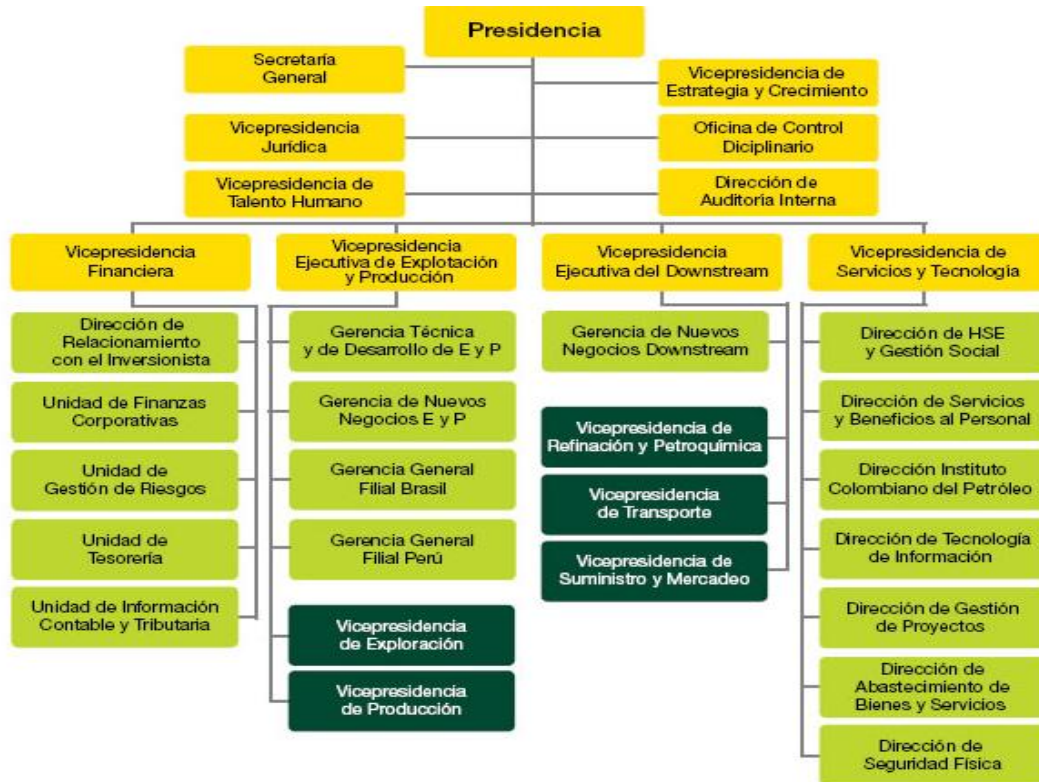 Presidencia
Secretaría
General
Vicepresidencia de
Estrategia y Crecimiento
Vicepresidencia
Jurídica
Oficina de Control
Diciplinario
Vicepresidencia de
Talento Humano
Dirección de
Auditoría Interna
Vicepresidencia
Financiera
Vicepresidencia
Ejecutiva de Explotación
y Producción
Vicepresidencia
Ejecutiva del Downstream
Vicepresidencia de
Servicios y Tecnología
Dirección de
Relacionamiento
con el Inversionista
Unidad de Finanzas
Corporativas
Unidad de
Gestión de Riesgos
Unidad de
Tesorería
Unidad de Información
Contable y Tributaria
Gerencia Técnica
y de Desarrollo de E y P
Gerencia de Nuevos
Negocios E y P
Gerencia General
Filial Brasil
Gerencia General
Filial Perú
Vicepresidencia
de Exploración
Vicepresidencia
de Producción
Gerencia de Nuevos
Negocios Downstream
Vicepresidencia de
Refinación y Petroquímica
Vicepresidencia
de Transporte
Vicepresidencia de
Suministro y Mercadeo
Dirección de HSE
y Gestión Social
Dirección de Servicios
y Beneficios al Personal
Dirección Instituto
Colombiano del Petróleo
Dirección de Tecnología
de Información
Dirección de Gestión
de Proyectos
Dirección de
Abastecimiento de
Bienes y Servicios
Dirección de
Seguridad Física